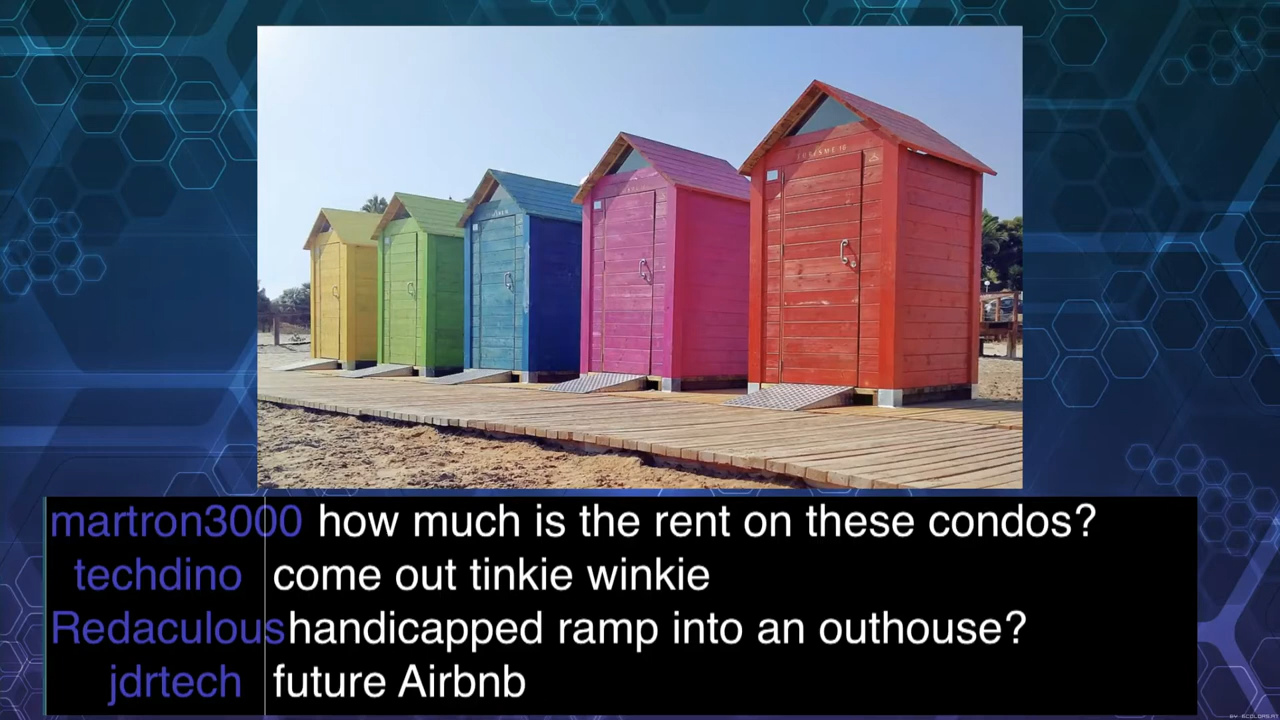 martron3000 how much is the rent on these condos?
techdino come out tinkie winkie
Redaculous handicapped ramp into an outhouse?
jdrtech future Airbnb